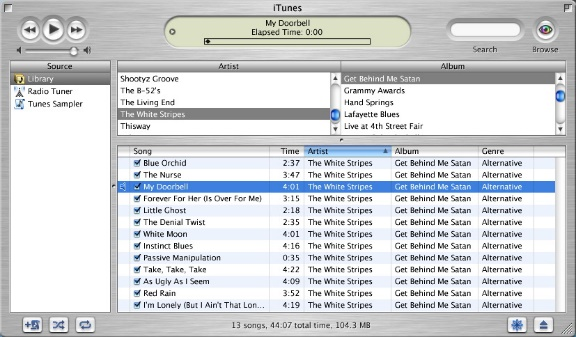 iTunes
My Doorbell
Elapsed Time: 0:00
Search
Browse
Source
Library
Radio Tuner
Tunes Sampler
Artist
Shootyz Groove
The B-52's
The Living End
The White Stripes
Thisway
Album
Get Behind Me Satan
Grammy Awards
Hand Springs
Lafayette Blues
Live at 4th Street Fair
Song Time Artist Album Genre
Blue Orchid 2:37 The White Stripes Get Behind Me Satan Alternative
The Nurse 3:47 The White Stripes Get Behind Me Satan Alternative
My Doorbell 4:01 The White Stripes Get Behind Me Satan Alternative
Forever For Her (Is Over For Me) 3:15 The White Stripes Get Behind Me Satan Alternative
Little Ghost 2:18 The White Stripes Get Behind Me Satan Alternative
The Denial Twist 2:35 The White Stripes Get Behind Me Satan Alternative
White Moon 4:01 The White Stripes Get Behind Me Satan Alternative
Instinct Blues 4:16 The White Stripes Get Behind Me Satan Alternative
Passive Manipulation 0:35 The White Stripes Get Behind Me Satan Alternative
Take, Take, Take 4:22 The White Stripes Get Behind Me Satan Alternative
As Ugly As I Seem 4:09 The White Stripes Get Behind Me Satan Alternative
Red Rain 3:52 The White Stripes Get Behind Me Satan Alternative
I'm Lonely (But I Ain't That Lon... 4:19 The White Stripes Get Behind Me Satan Alternative
13 songs, 44:07 total time, 104.3 MB